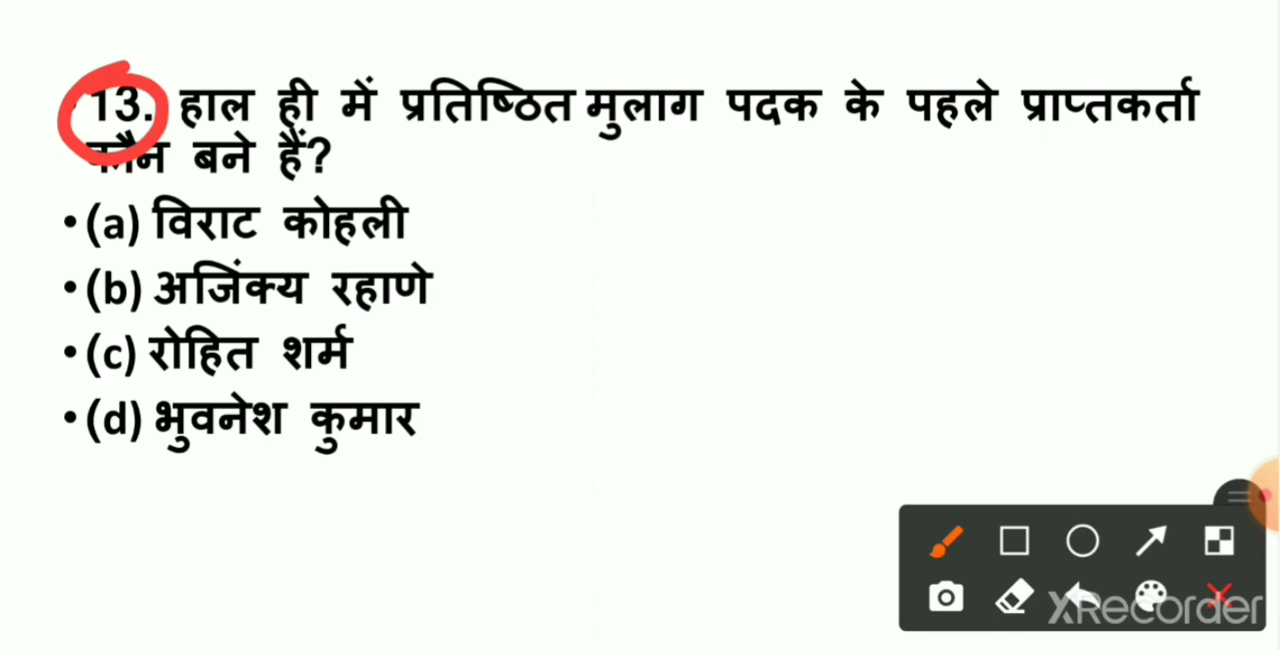 13. हाल ही में प्रतिष्ठित मुलाग पदक के पहले प्राप्तकर्ता
कौन बने हैं?
•(a) विराट कोहली
•(b) अजिंक्य रहाणे
•(c) रोहित शर्म
•(d) भुवनेश कुमार
XRecorder